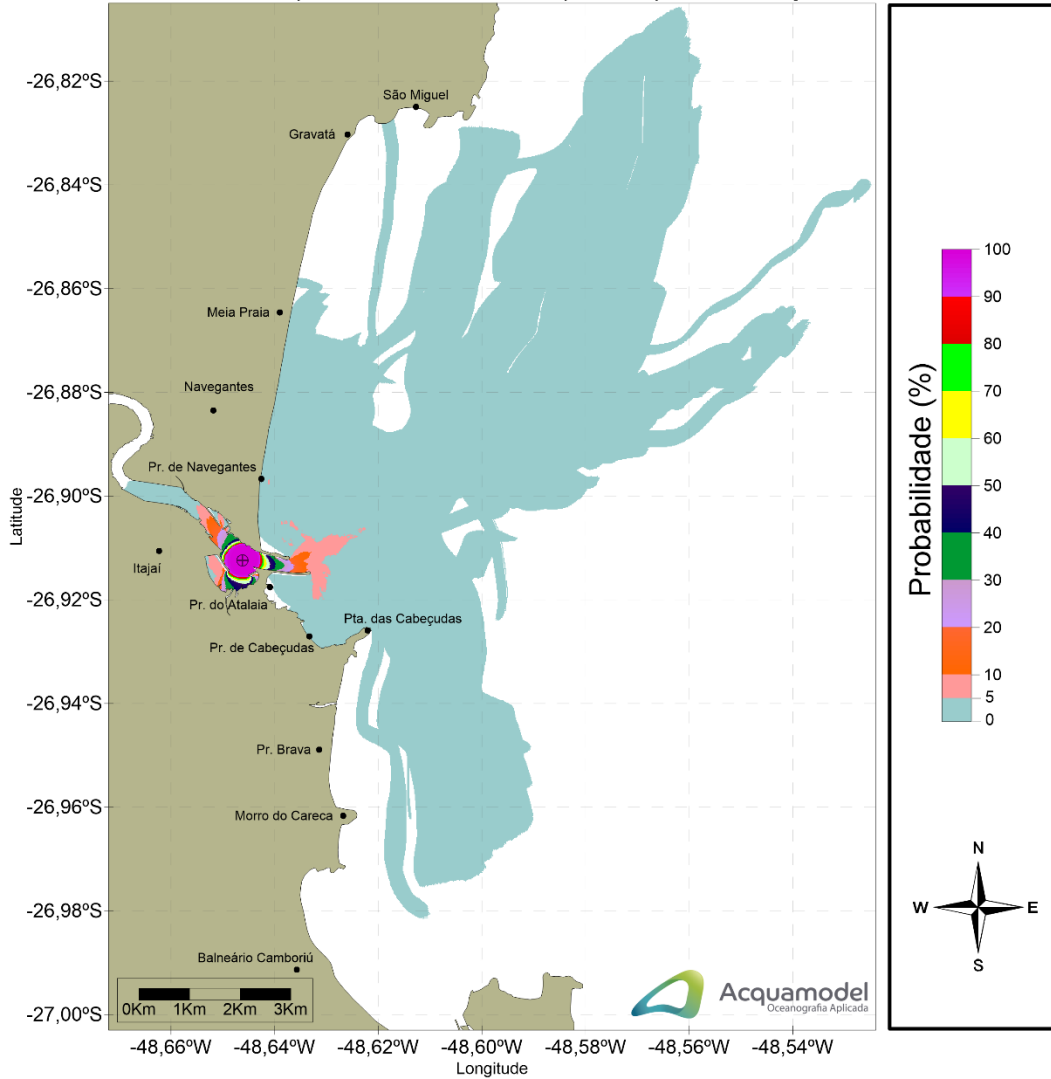 -26,82ºS
-26,84ºS
-26,86ºS
-26,88ºS
-26,90ºS
-26,92ºS
-26,94ºS
-26,96ºS
-26,98ºS
-27,00ºS
Latitude
São Miguel
Gravatá
Meia Praia
Navegantes
Pr. de Navegantes
Itajaí
Pr. do Atalaia
Pta. das Cabeçudas
Pr. de Cabeçudas
Pr. Brava
Morro do Careca
Balneário Camboriú
0Km 1Km 2Km 3Km
Acquamodel
Oceanografia Aplicada
-48,66ºW -48,64ºW -48,62ºW -48,60ºW -48,58ºW -48,56ºW -48,54ºW
Longitude
Probabilidade (%)
100
90
80
70
60
50
40
30
20
10
5
0
N
W E
S